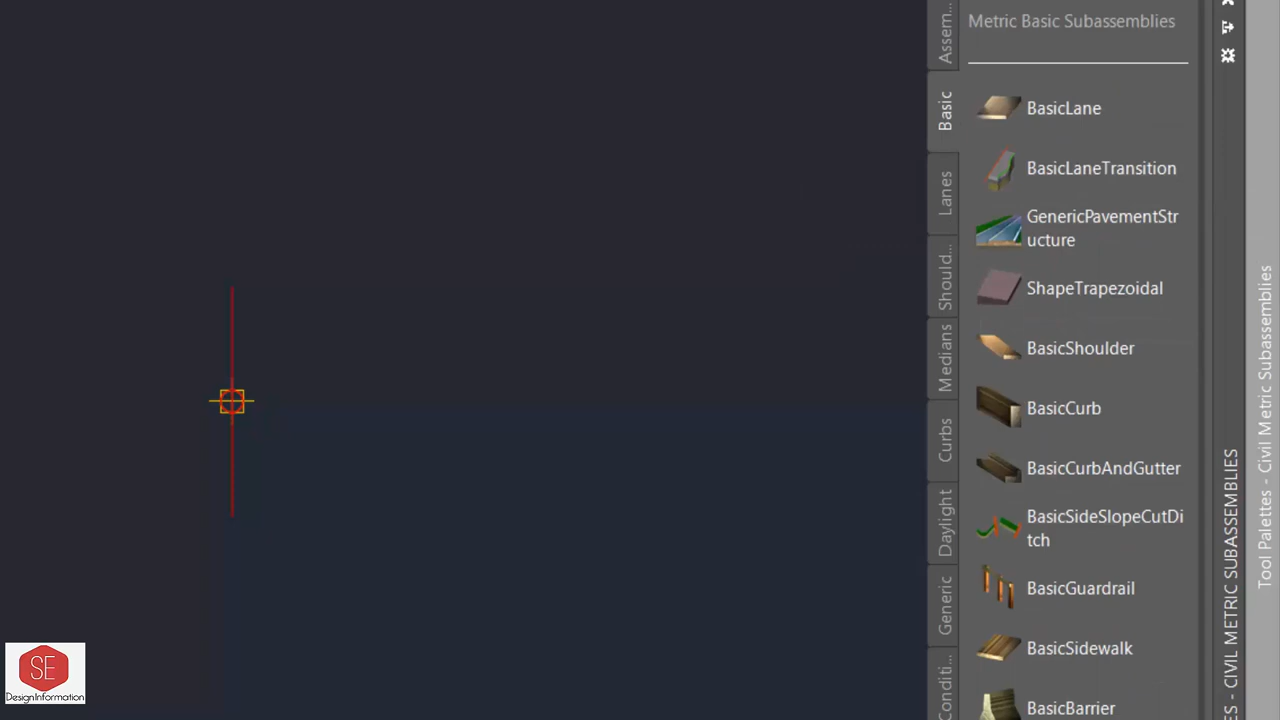 Metric Basic Subassemblies
Assem...
Basic
Lanes
Should...
Medians
Curbs
Daylight
Generic
Conditi...
BasicLane
BasicLaneTransition
GenericPavementStr
ucture
ShapeTrapezoidal
BasicShoulder
BasicCurb
BasicCurbAndGutter
BasicSideSlopeCutDi
tch
BasicGuardrail
BasicSidewalk
BasicBarrier
ES - CIVIL METRIC SUBASSEMBLIES
Tool Palettes - Civil Metric Subassemblies
SE
DesignInformation